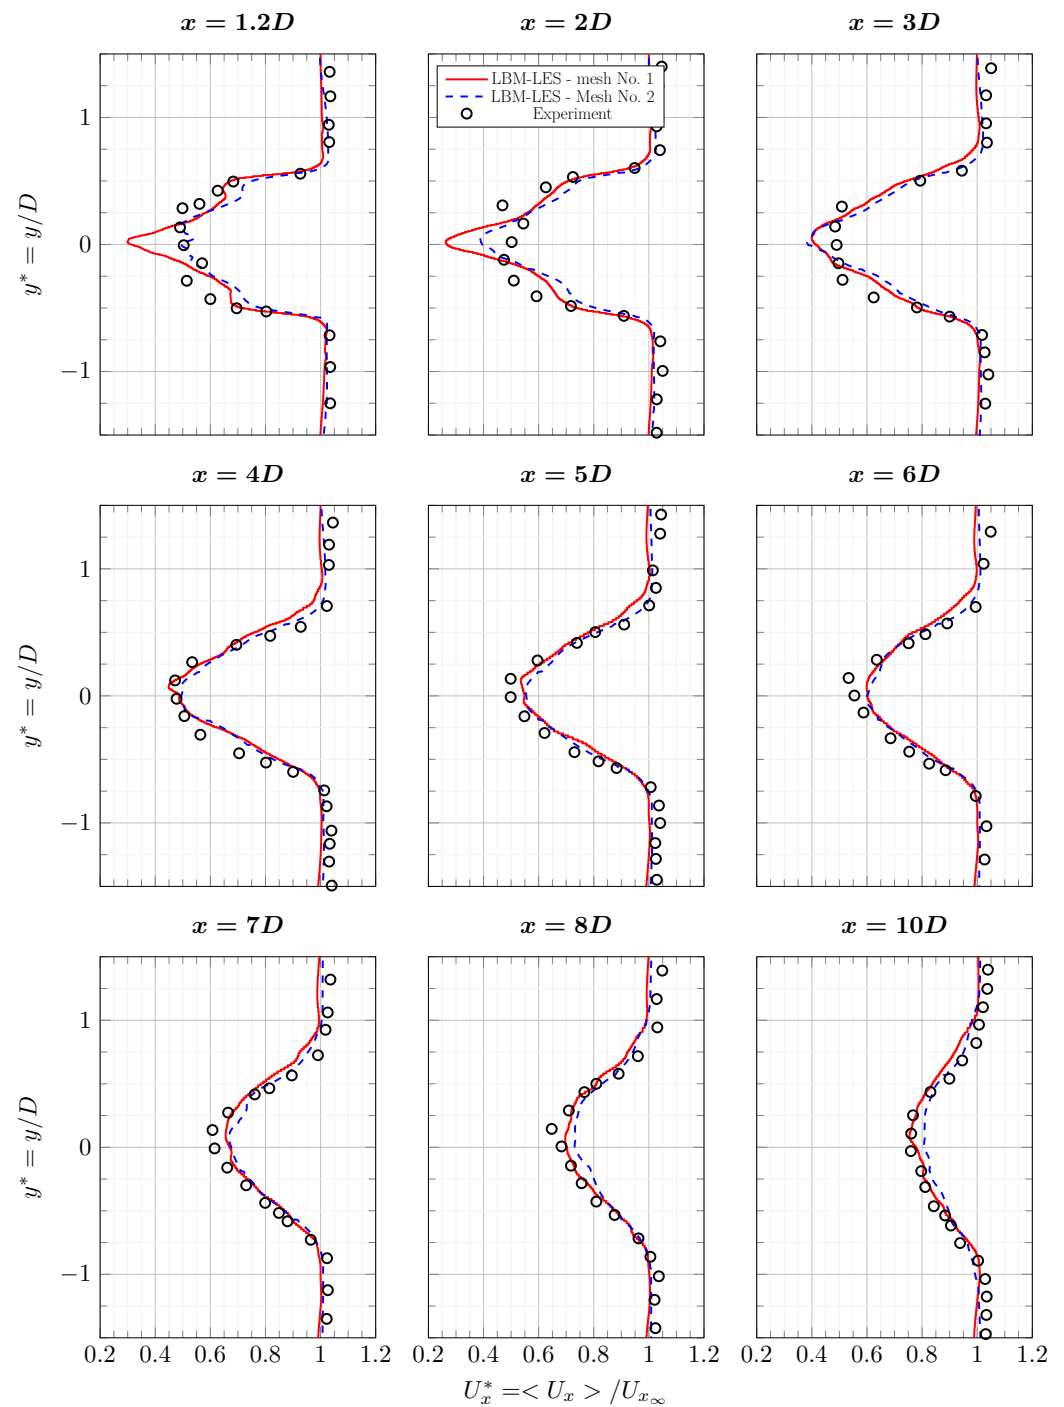 x = 1.2D
x = 2D
x = 3D
LBM-LES - mesh No. 1
LBM-LES - Mesh No. 2
Experiment
1
0
−1
y* = y/D
x = 4D
x = 5D
x = 6D
1
0
−1
y* = y/D
x = 7D
x = 8D
x = 10D
1
0
−1
y* = y/D
0.2 0.4 0.6 0.8 1 1.2 0.2 0.4 0.6 0.8 1 1.2 0.2 0.4 0.6 0.8 1 1.2
U*x =< Ux > /Ux∞